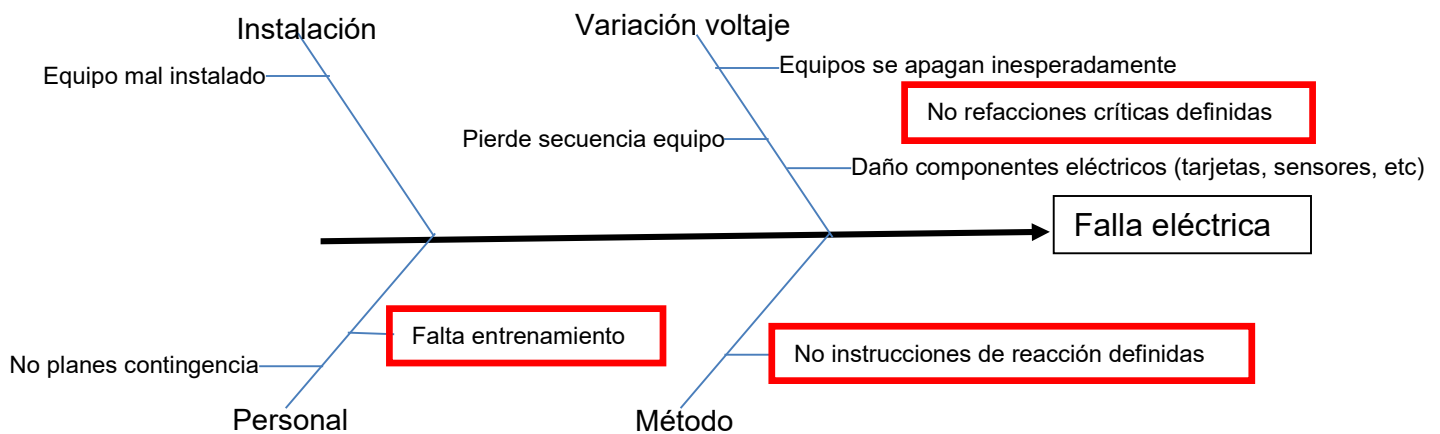 Instalación
Variación voltaje
Equipo mal instalado
Equipos se apagan inesperadamente
No refacciones críticas definidas
Pierde secuencia equipo
Daño componentes eléctricos (tarjetas, sensores, etc)
Falla eléctrica
Falta entrenamiento
No instrucciones de reacción definidas
No planes contingencia
Personal
Método